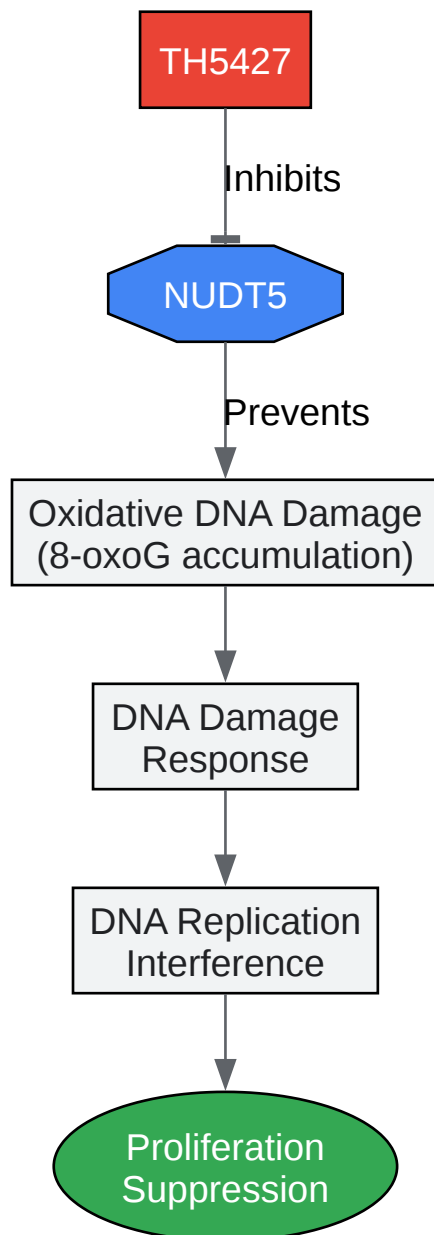 TH5427
Inhibits
NUDT5
Prevents
Oxidative DNA Damage
(8-oxoG accumulation)
DNA Damage
Response
DNA Replication
Interference
Proliferation
Suppression